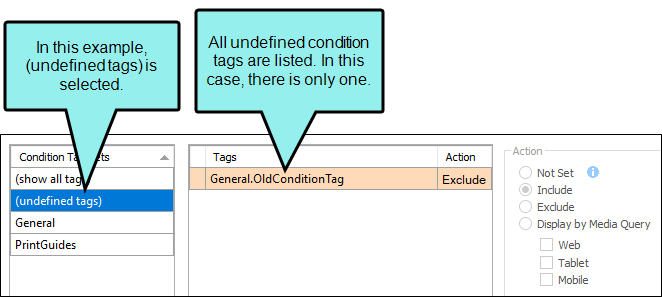 In this example,
(undefined tags) is
selected.
All undefined condition
tags are listed. In this
case, there is only one.
Condition Ta ets
(show all tag
(undefined tags)
General
PrintGuides
Tags
Action
General.OldConditionTag
Exclude
Action
Not Set
Include
Exclude
Display by Media Query
Web
Tablet
Mobile